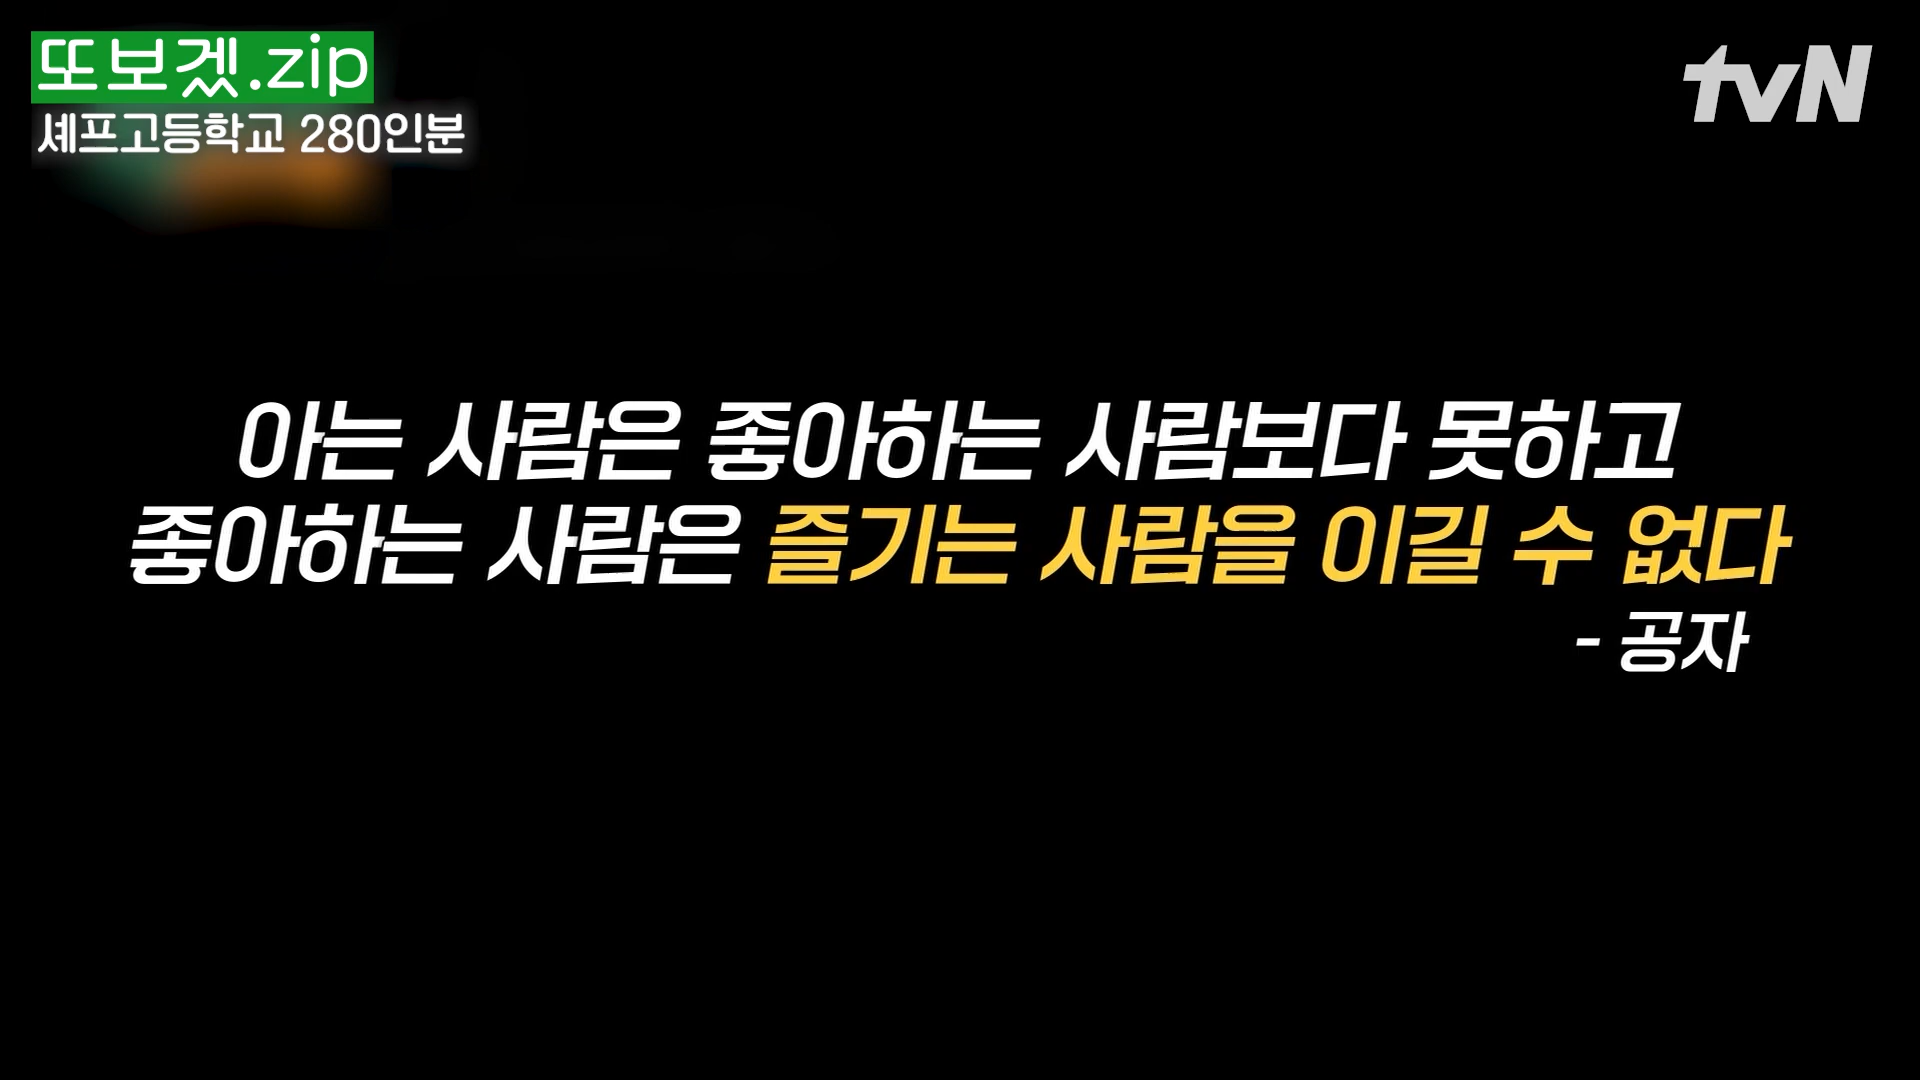 또보겠.zip
tvN
셰프고등학교 280인분
아는 사람은 좋아하는 사람보다 못하고
좋아하는 사람은 즐기는 사람을 이길 수 없다
- 공자